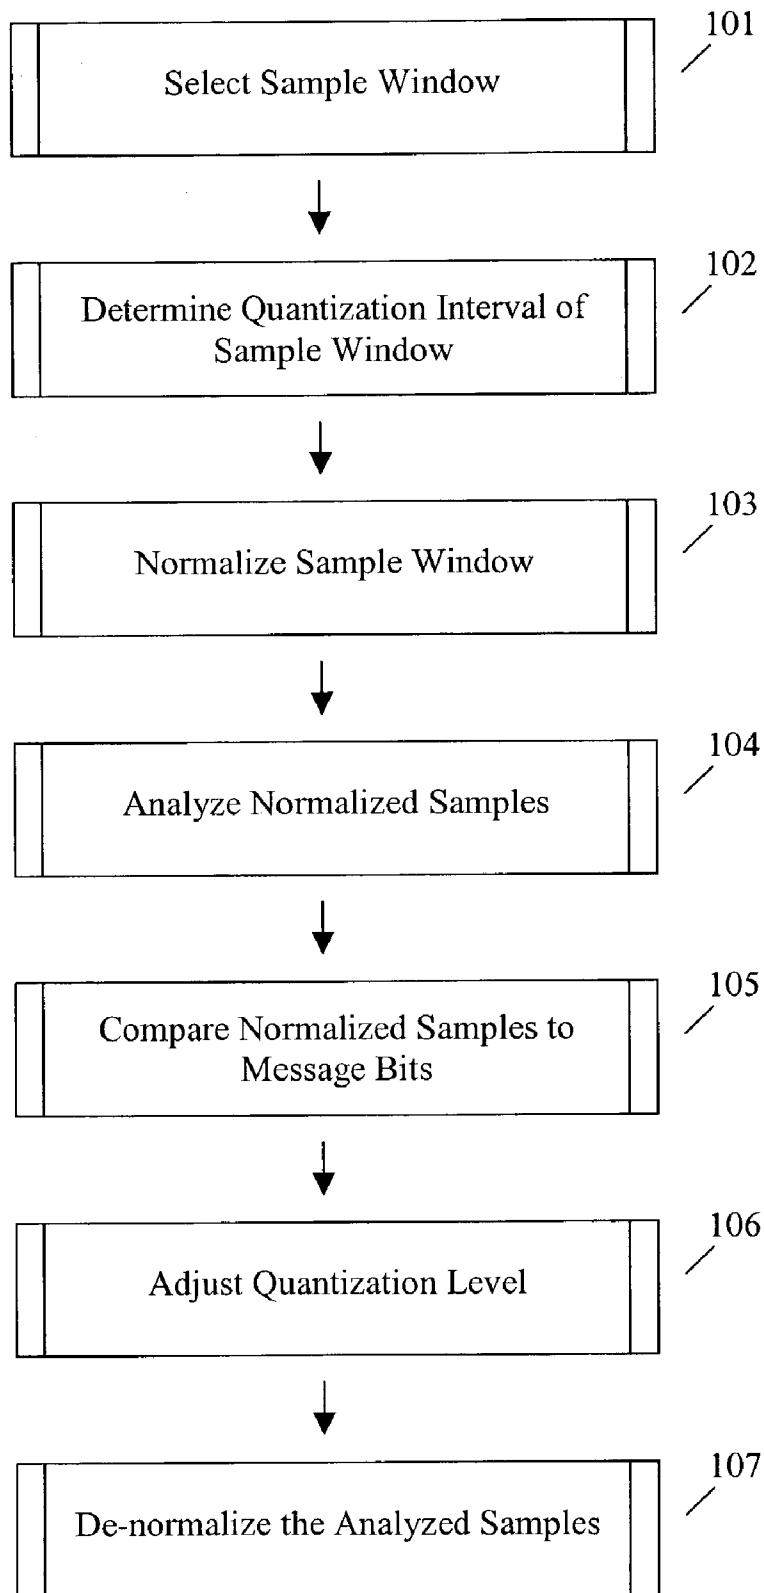 101
Select Sample Window
102
Determine Quantization Interval of
Sample Window
103
Normalize Sample Window
104
Analyze Normalized Samples
105
Compare Normalized Samples to
Message Bits
106
Adjust Quantization Level
107
De-normalize the Analyzed Samples